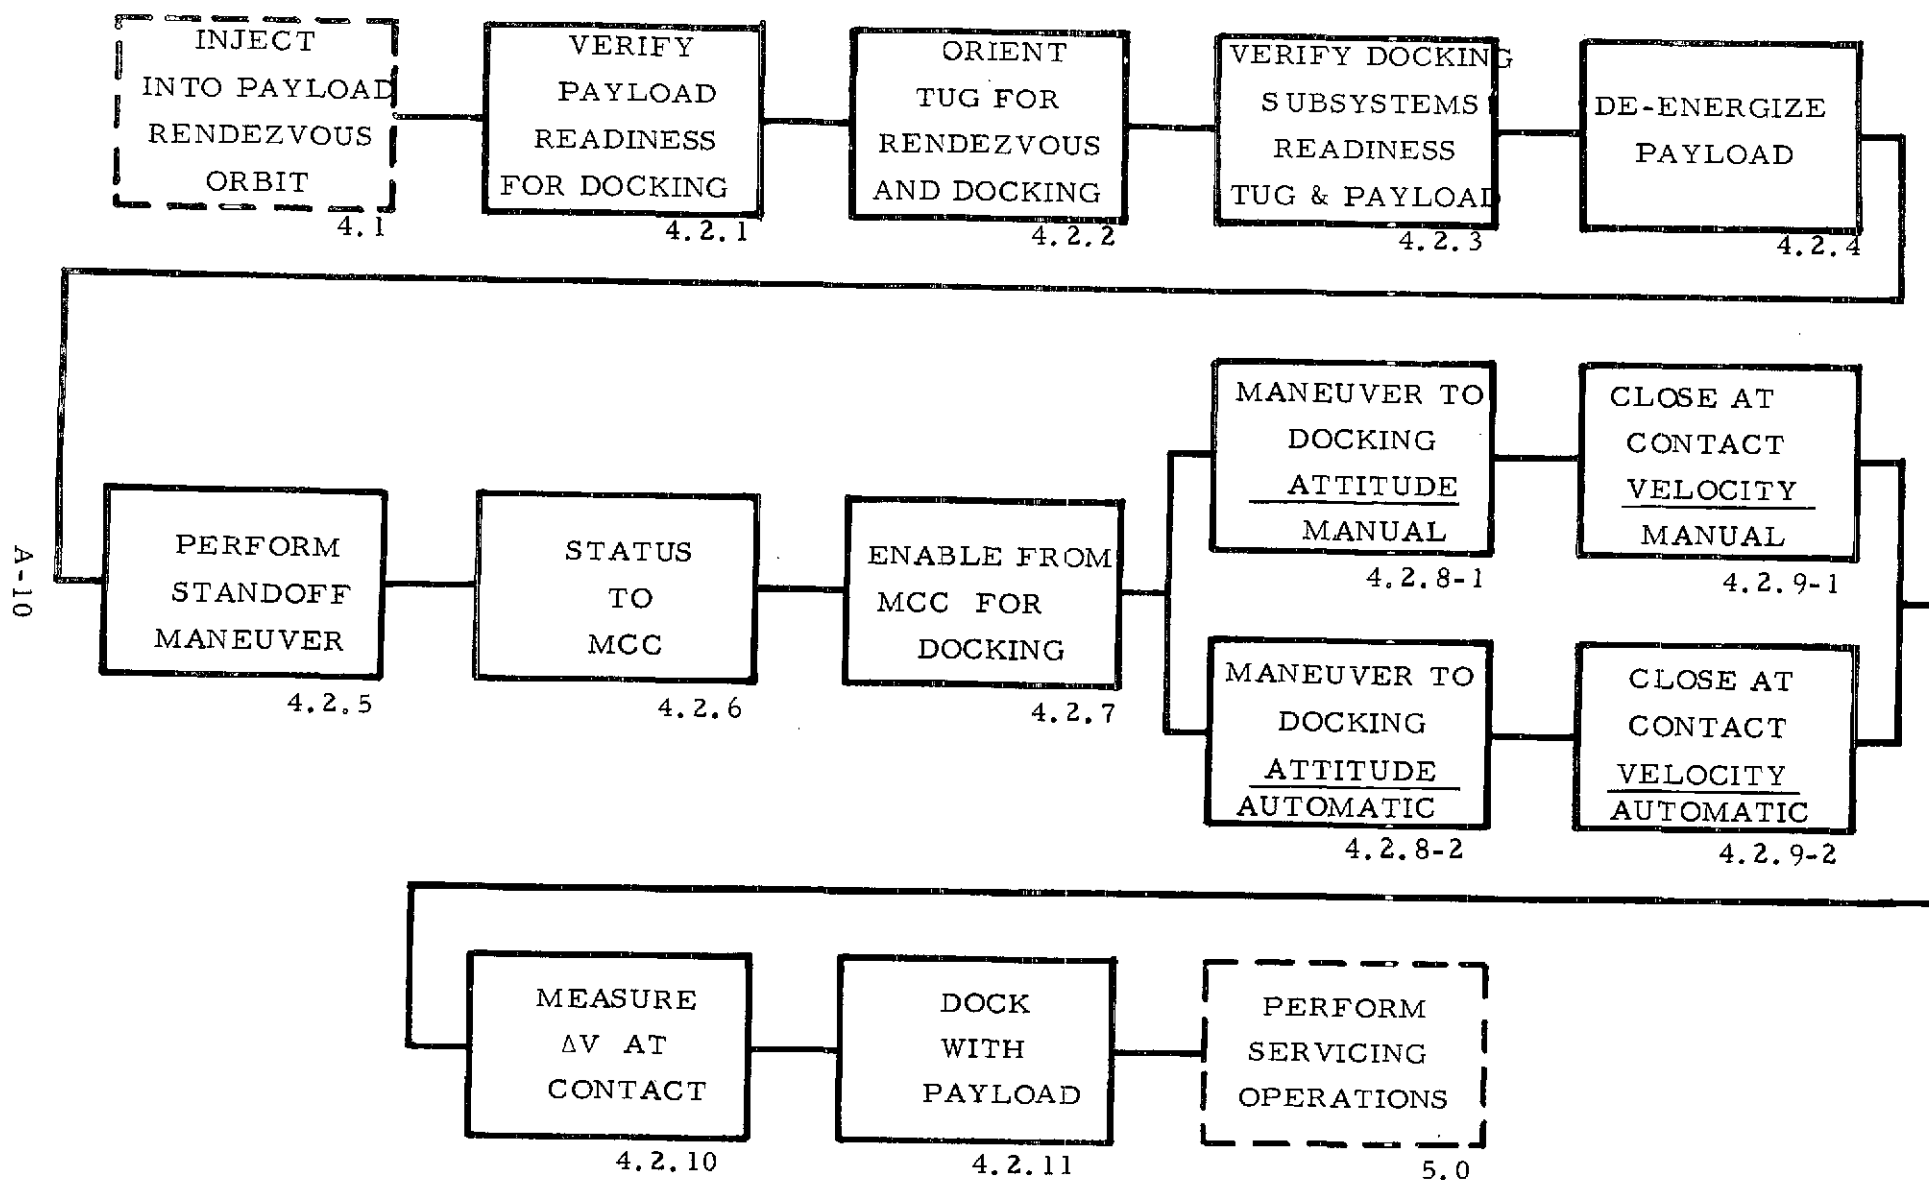 INJECT
INTO PAYLOAD
RENDEZVOUS
ORBIT
4.1
VERIFY
PAYLOAD
READINESS
FOR DOCKING
4.2.1
ORIENT
TUG FOR
RENDEZVOUS
AND DOCKING
4.2.2
VERIFY DOCKING
SUBSYSTEMS
READINESS
TUG & PAYLOAD
4.2.3
DE-ENERGIZE
PAYLOAD
4.2.4
A-10
PERFORM
STANDOFF
MANEUVER
4.2.5
STATUS
TO
MCC
4.2.6
ENABLE FROM
MCC FOR
DOCKING
4.2.7
MANEUVER TO
DOCKING
ATTITUDE
MANUAL
4.2.8-1
CLOSE AT
CONTACT
VELOCITY
MANUAL
4.2.9-1
MANEUVER TO
DOCKING
ATTITUDE
AUTOMATIC
4.2.8-2
CLOSE AT
CONTACT
VELOCITY
AUTOMATIC
4.2.9-2
MEASURE
ΔV AT
CONTACT
4.2.10
DOCK
WITH
PAYLOAD
4.2.11
PERFORM
SERVICING
OPERATIONS
5.0